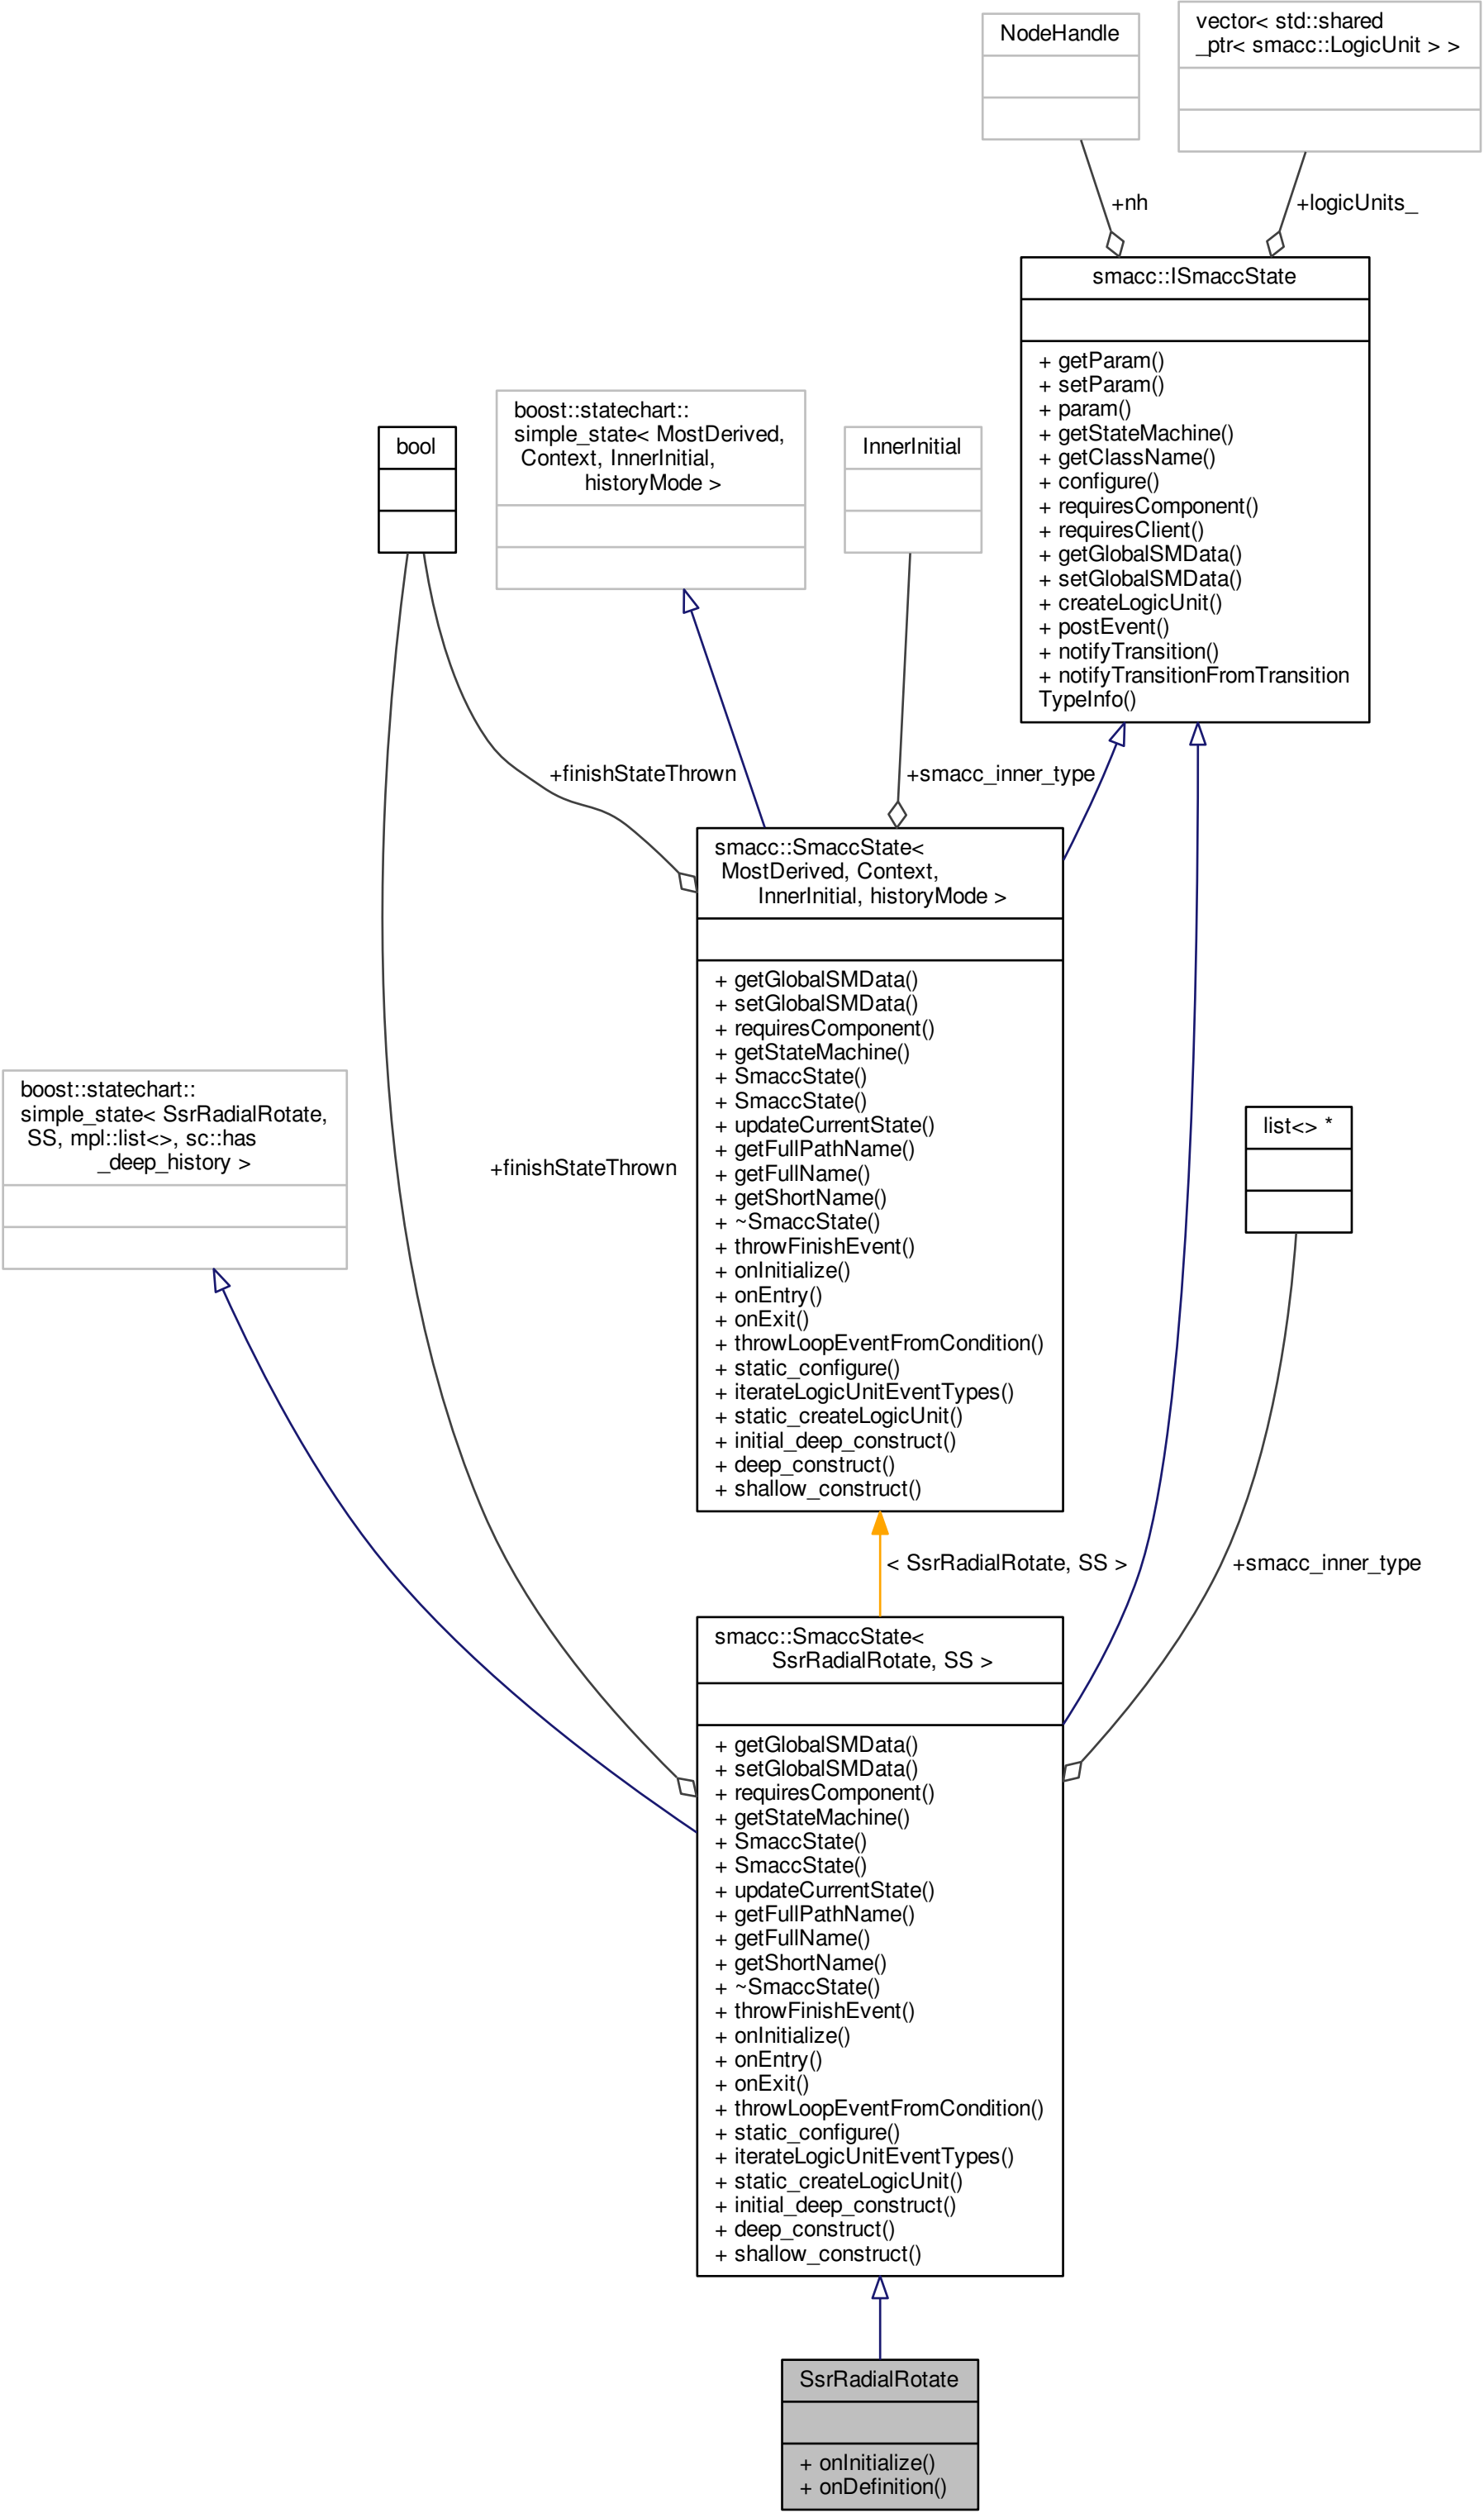 NodeHandle
vector< std::shared
_ptr< smacc::LogicUnit > >
+nh
+logicUnits_
smacc::ISmaccState
+ getParam()
+ setParam()
+ param()
+ getStateMachine()
+ getClassName()
+ configure()
+ requiresComponent()
+ requiresClient()
+ getGlobalSMData()
+ setGlobalSMData()
+ createLogicUnit()
+ postEvent()
+ notifyTransition()
+ notifyTransitionFromTransition
TypeInfo()
boost::statechart::
simple_state< MostDerived,
Context, InnerInitial,
historyMode >
bool
InnerInitial
+finishStateThrown
+smacc_inner_type
smacc::SmaccState<
MostDerived, Context,
InnerInitial, historyMode >
+ getGlobalSMData()
+ setGlobalSMData()
+ requiresComponent()
+ getStateMachine()
+ SmaccState()
+ SmaccState()
+ updateCurrentState()
+ getFullPathName()
+ getFullName()
+ getShortName()
+ ~SmaccState()
+ throwFinishEvent()
+ onInitialize()
+ onEntry()
+ onExit()
+ throwLoopEventFromCondition()
+ static_configure()
+ iterateLogicUnitEventTypes()
+ static_createLogicUnit()
+ initial_deep_construct()
+ deep_construct()
+ shallow_construct()
boost::statechart::
simple_state< SsrRadialRotate,
SS, mpl::list<>, sc::has
_deep_history >
+finishStateThrown
list<> *
< SsrRadialRotate, SS >
+smacc_inner_type
smacc::SmaccState<
SsrRadialRotate, SS >
+ getGlobalSMData()
+ setGlobalSMData()
+ requiresComponent()
+ getStateMachine()
+ SmaccState()
+ SmaccState()
+ updateCurrentState()
+ getFullPathName()
+ getFullName()
+ getShortName()
+ ~SmaccState()
+ throwFinishEvent()
+ onInitialize()
+ onEntry()
+ onExit()
+ throwLoopEventFromCondition()
+ static_configure()
+ iterateLogicUnitEventTypes()
+ static_createLogicUnit()
+ initial_deep_construct()
+ deep_construct()
+ shallow_construct()
SsrRadialRotate
+ onInitialize()
+ onDefinition()